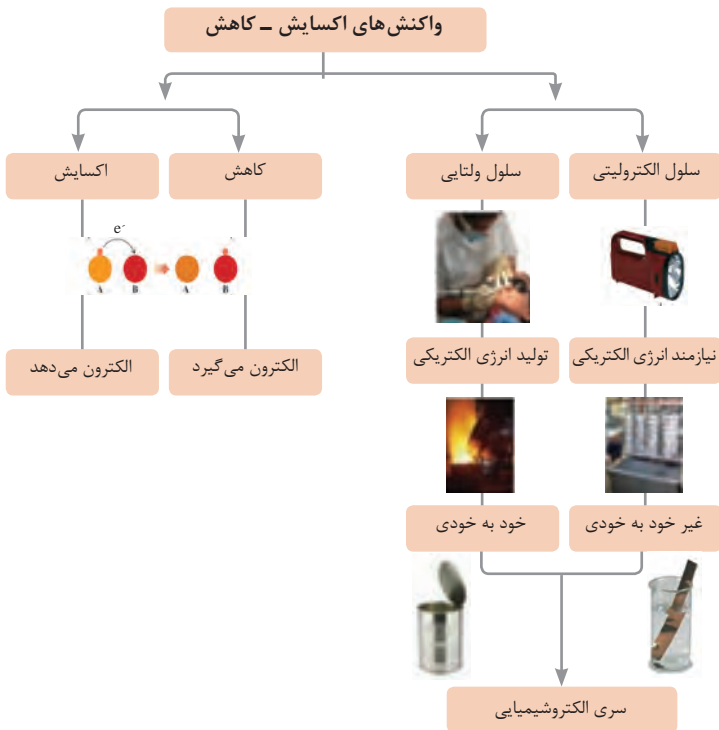 واکنش‌های اکسایش ــ کاهش
سلول الکترولیتی
سلول ولتایی
کاهش
اکسایش
e-
A B A B
نیازمند انرژی الکتریکی
تولید انرژی الکتریکی
الکترون می‌گیرد
الکترون می‌دهد
غیر خود به خودی
خود به خودی
سری الکتروشیمیایی